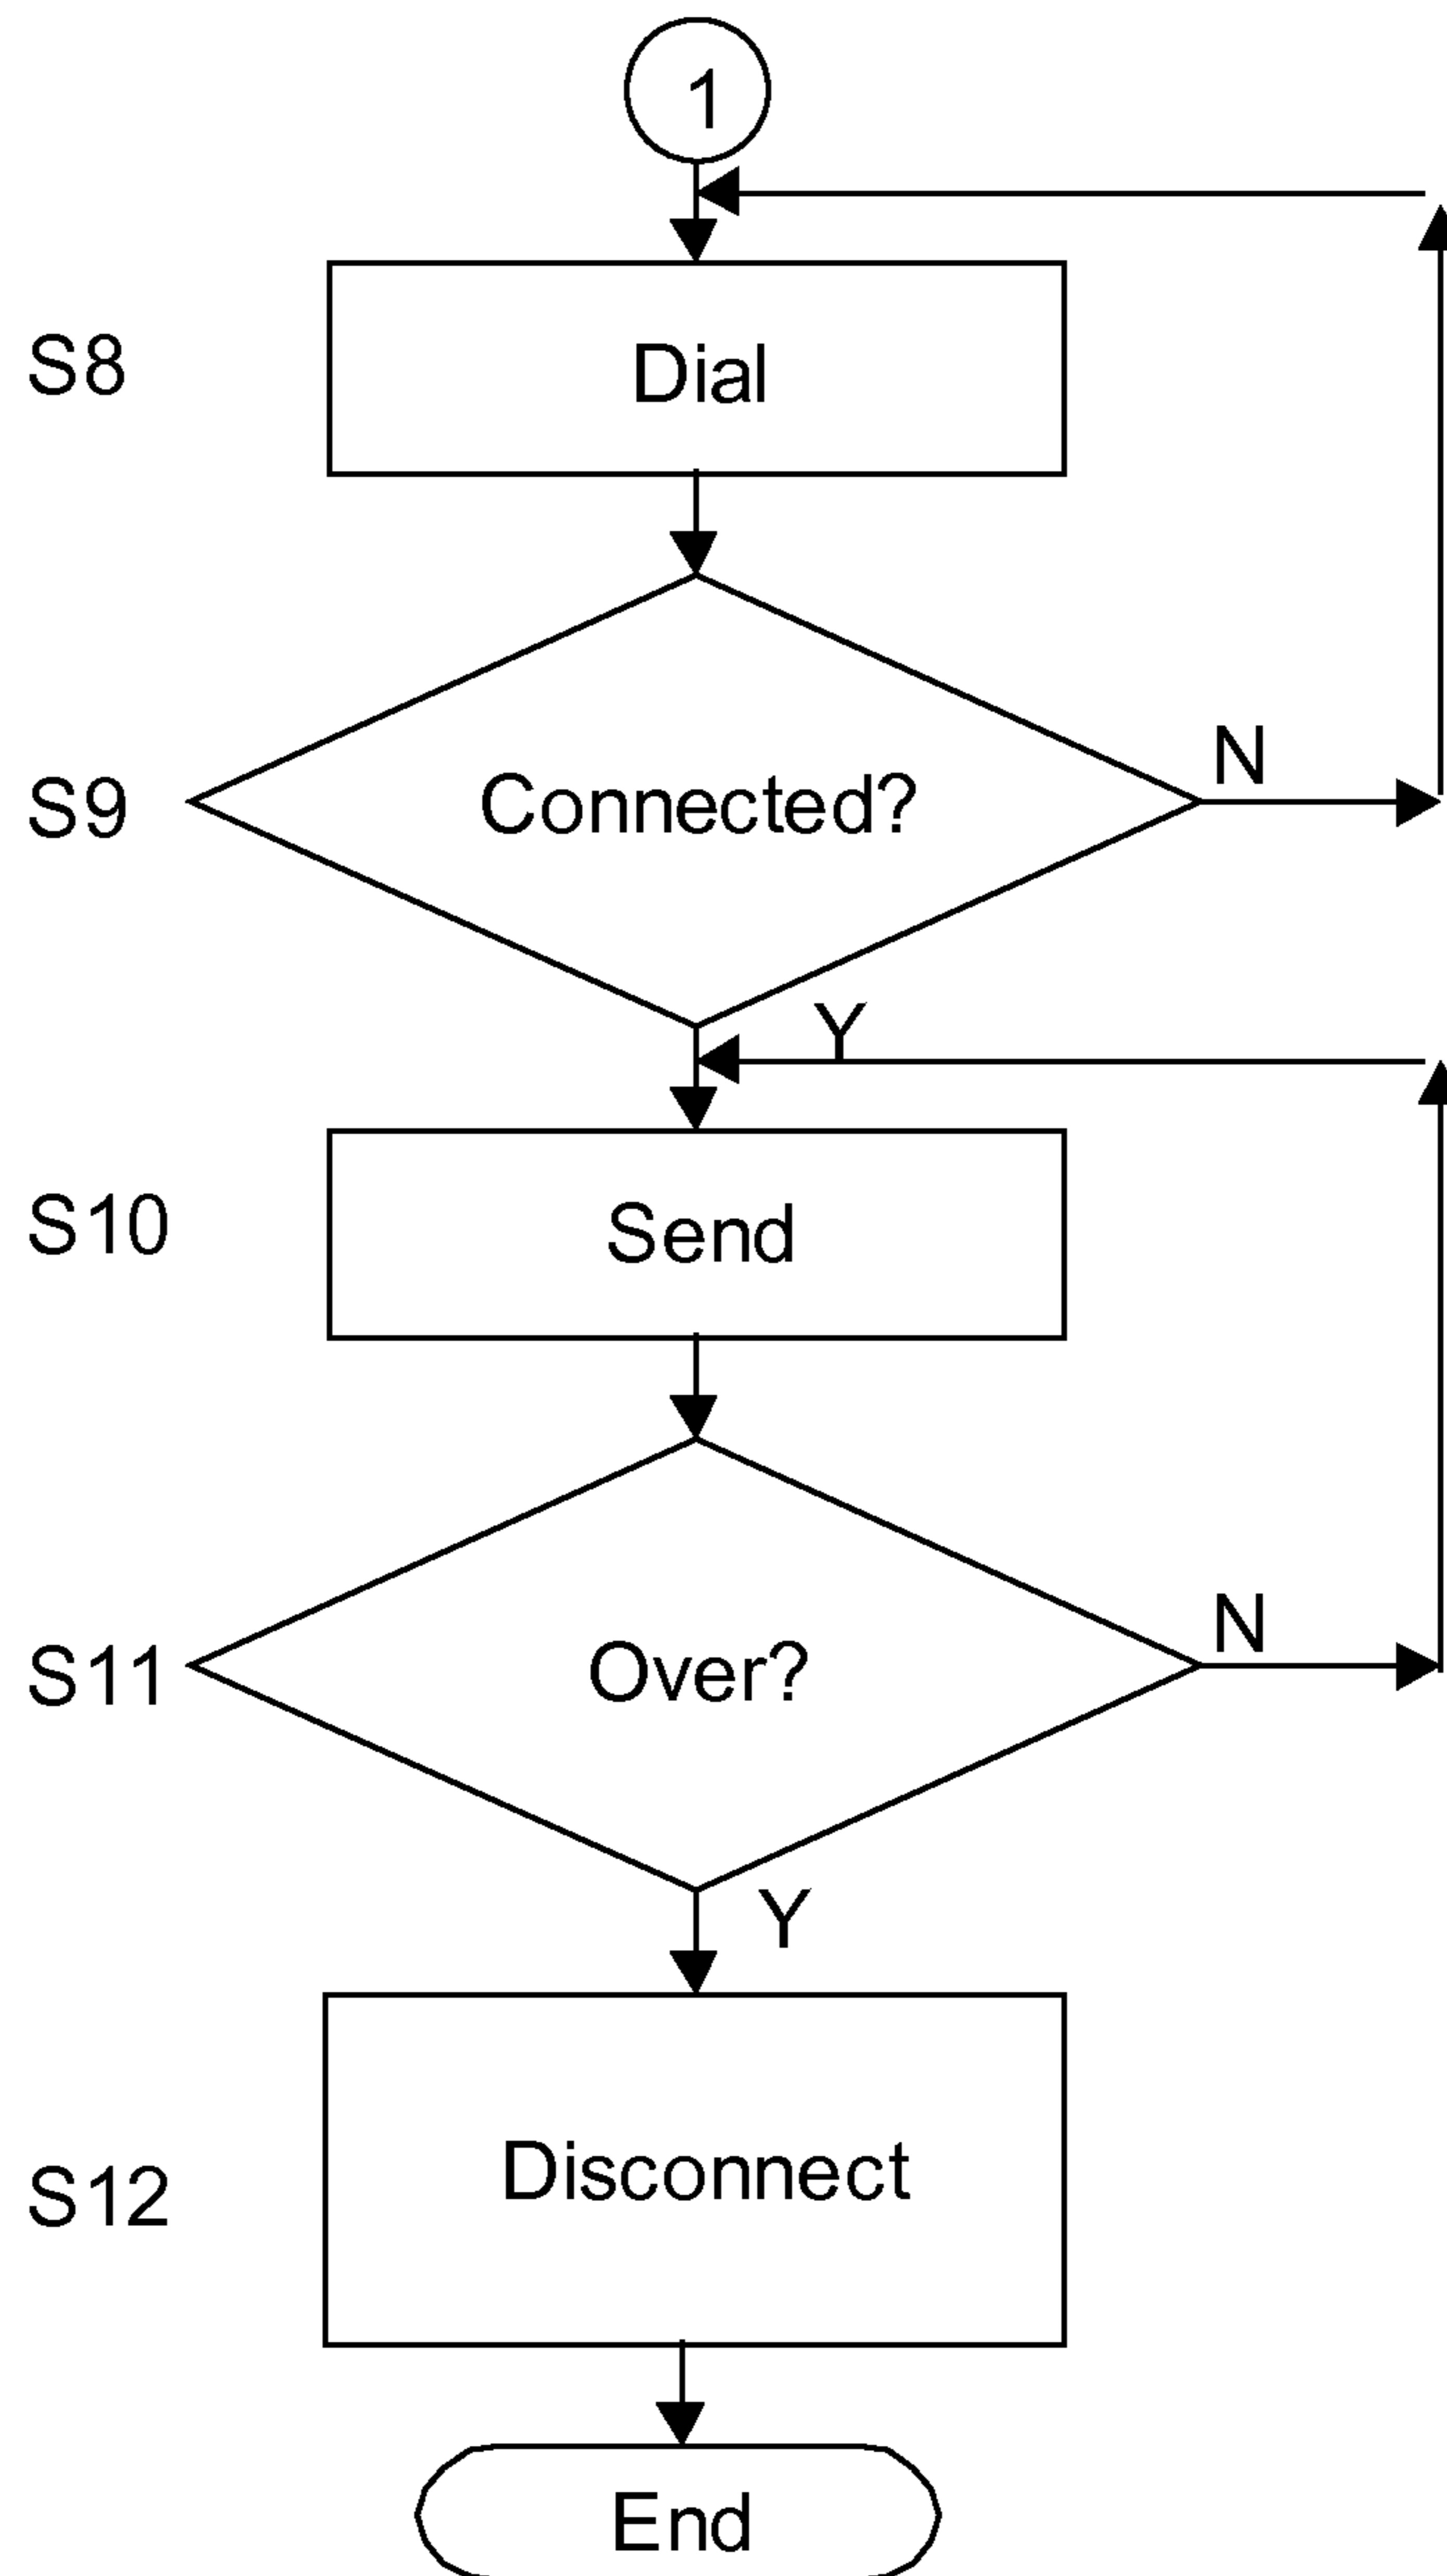 1
S8
Dial
S9
Connected?
N
Y
S10
Send
S11
Over?
N
Y
S12
Disconnect
End